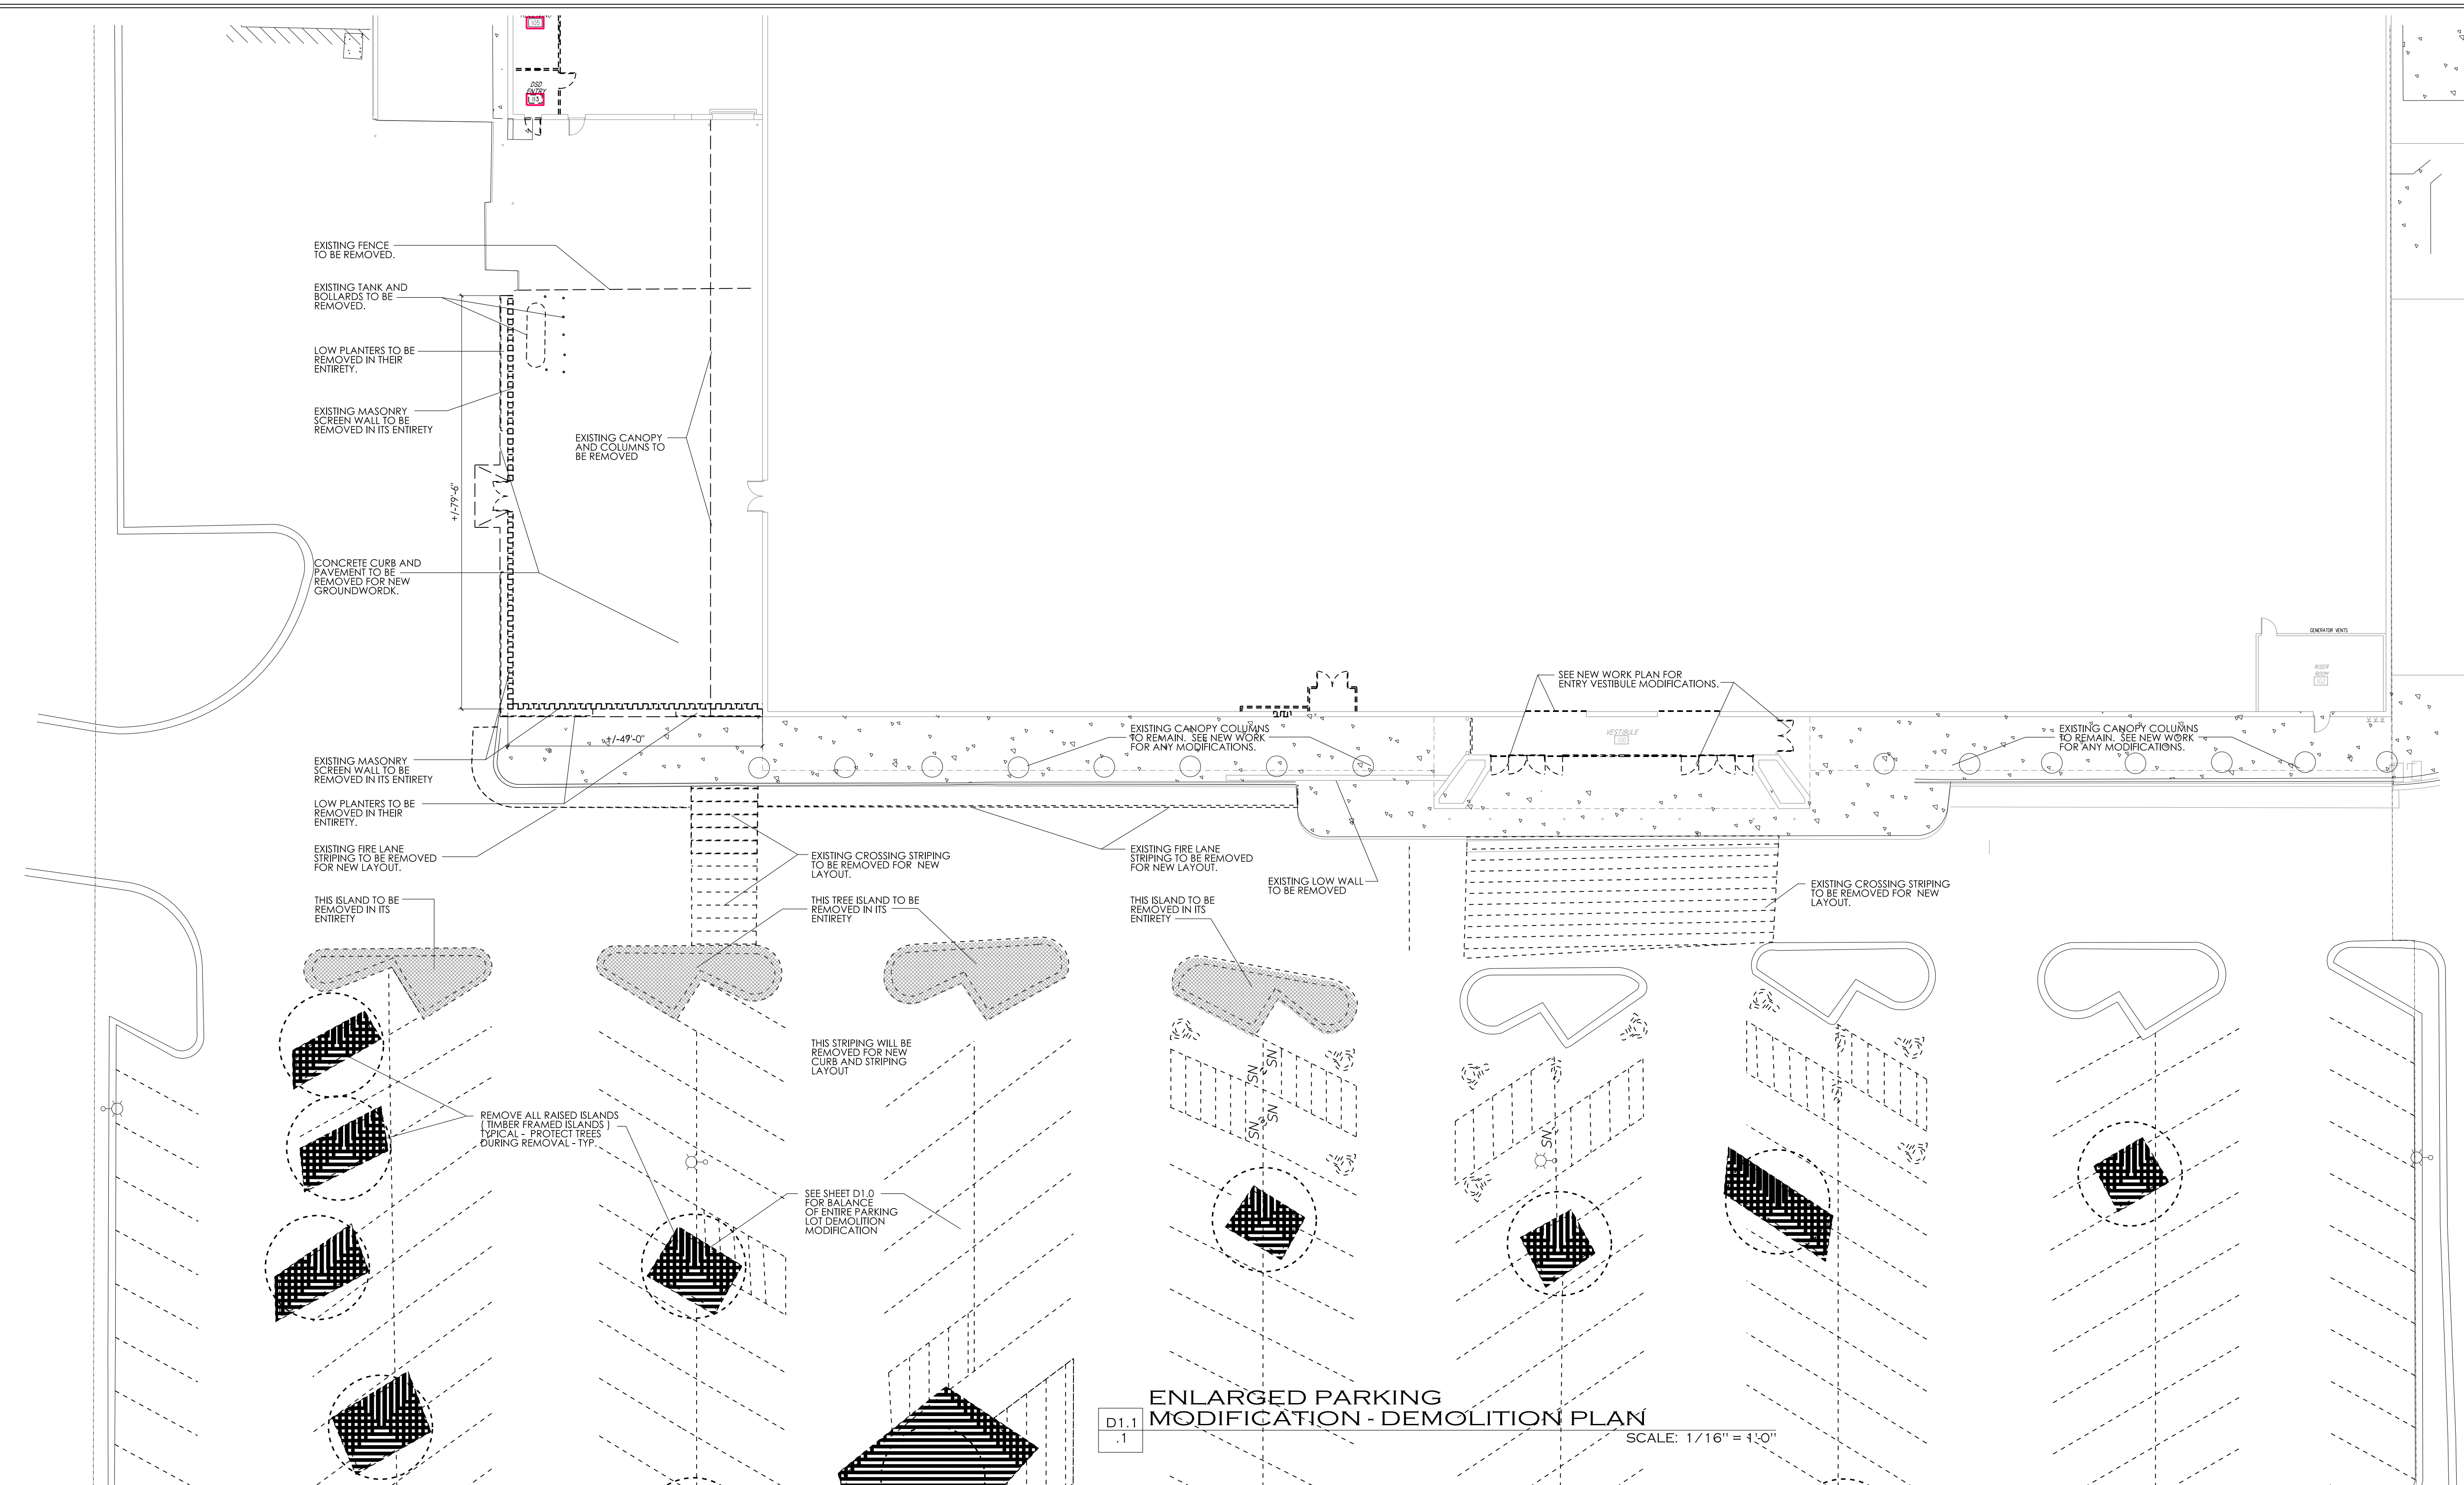 105
DSD
ENTRY
113
EXISTING FENCE
TO BE REMOVED.
EXISTING TANK AND
BOLLARDS TO BE
REMOVED.
LOW PLANTERS TO BE
REMOVED IN THEIR
ENTIRETY.
EXISTING MASONRY
SCREEN WALL TO BE
REMOVED IN ITS ENTIRETY
EXISTING CANOPY
AND COLUMNS TO
BE REMOVED
+/-79'-6"
CONCRETE CURB AND
PAVEMENT TO BE
REMOVED FOR NEW
GROUNDWORDK.
GENERATOR VENTS
RISER
ROOM
SEE NEW WORK PLAN FOR
ENTRY VESTIBULE MODIFICATIONS.
+/-49'-0"
EXISTING CANOPY COLUMNS
TO REMAIN. SEE NEW WORK
FOR ANY MODIFICATIONS.
VESTIBULE
100
EXISTING CANOPY COLUMNS
TO REMAIN. SEE NEW WORK
FOR ANY MODIFICATIONS.
EXISTING MASONRY
SCREEN WALL TO BE
REMOVED IN ITS ENTIRETY
LOW PLANTERS TO BE
REMOVED IN THEIR
ENTIRETY.
EXISTING FIRE LANE
STRIPING TO BE REMOVED
FOR NEW LAYOUT.
EXISTING CROSSING STRIPING
TO BE REMOVED FOR NEW
LAYOUT.
EXISTING FIRE LANE
STRIPING TO BE REMOVED
FOR NEW LAYOUT.
EXISTING LOW WALL
TO BE REMOVED
EXISTING CROSSING STRIPING
TO BE REMOVED FOR NEW
LAYOUT.
THIS ISLAND TO BE
REMOVED IN ITS
ENTIRETY
THIS TREE ISLAND TO BE
REMOVED IN ITS
ENTIRETY
THIS ISLAND TO BE
REMOVED IN ITS
ENTIRETY
THIS STRIPING WILL BE
REMOVED FOR NEW
CURB AND STRIPING
LAYOUT
NS
NS
NS
NS
NS
REMOVE ALL RAISED ISLANDS
( TIMBER FRAMED ISLANDS )
TYPICAL - PROTECT TREES
DURING REMOVAL - TYP.
SEE SHEET D1.0
FOR BALANCE
OF ENTIRE PARKING
LOT DEMOLITION
MODIFICATION
ENLARGED PARKING
MODIFICATION - DEMOLITION PLAN
D1.1
.1
SCALE: 1/16" = 1'-0"